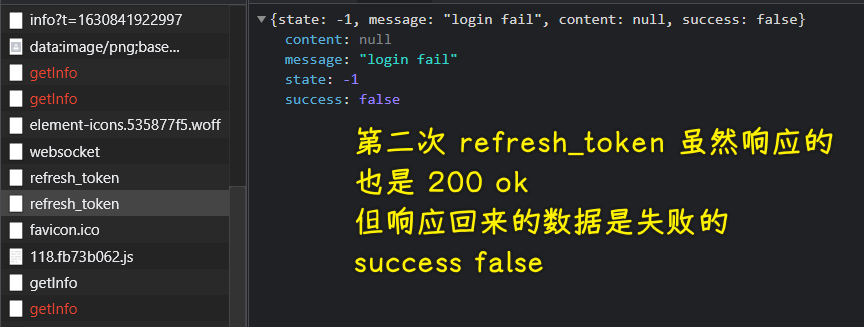 info?t=1630841922997
data:image/png;base...
getInfo
getInfo
element-icons.535877f5.woff
websocket
refresh_token
refresh_token
favicon.ico
118.fb73b062.js
getInfo
getInfo
{state: -1, message: "login fail", content: null, success: false}
content: null
message: "login fail"
state: -1
success: false
第二次 refresh_token 虽然响应的
也是 200 ok
但响应回来的数据是失败的
success false